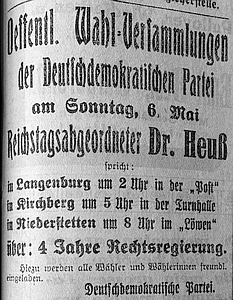 Oeffentl. Wahl-Versammlungen
der Deutschdemokratischen Partei
am Sonntag, 6. Mai
Reichstagsabgeordneter Dr. Heuß
spricht:
in Langenburg um 2 Uhr in der „Post“
in Kirchberg um 5 Uhr in der Turnhalle
in Niederstetten um 8 Uhr im „Löwen“
über: 4 Jahre Rechtsregierung.
Hiezu werden alle Wähler und Wählerinnen freundl.
eingeladen.
Deutschdemokratische Partei.